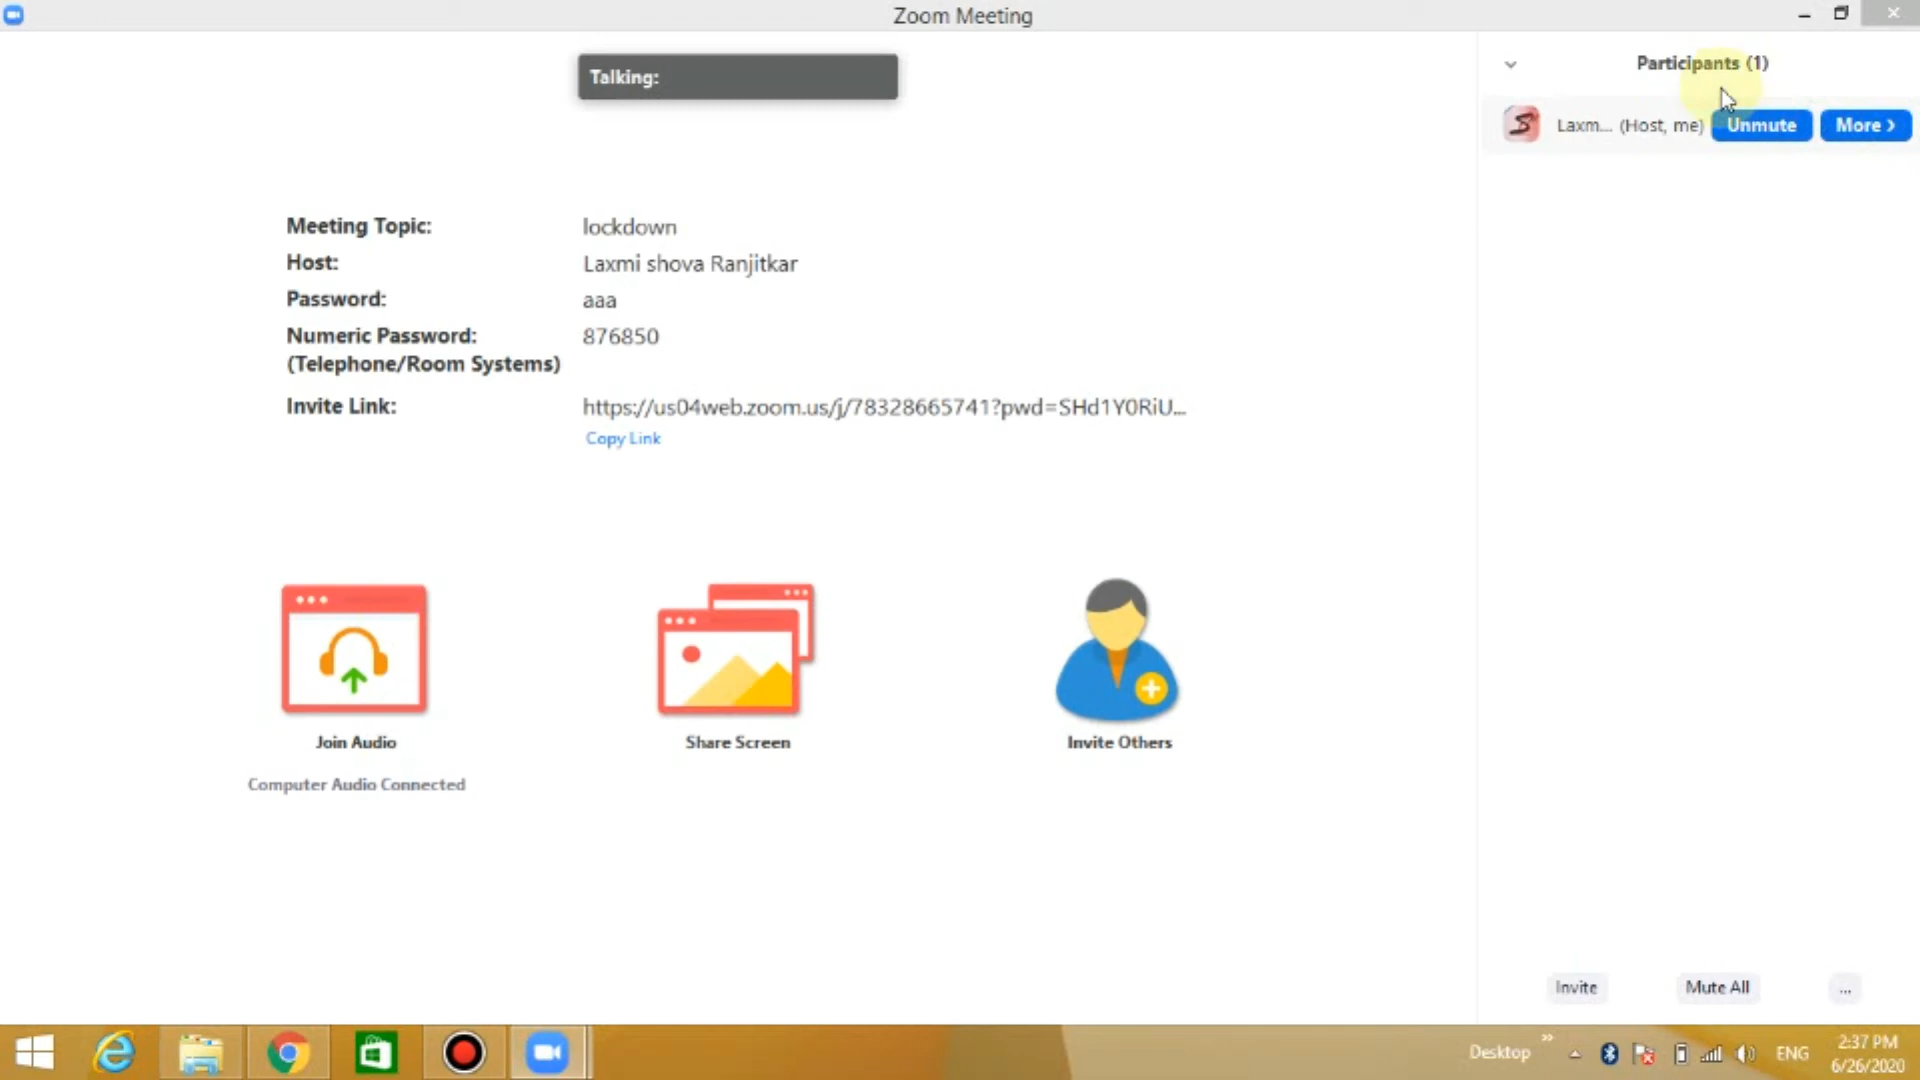 Zoom Meeting
Talking:
Participants (1)
Laxm... (Host, me) Unmute More >
Meeting Topic: lockdown
Host: Laxmi shova Ranjitkar
Password: aaa
Numeric Password: 876850
(Telephone/Room Systems)
Invite Link: https://us04web.zoom.us/j/78328665741?pwd=SHd1Y0RiU...
Copy Link
Join Audio
Computer Audio Connected
Share Screen
Invite Others
Invite Mute All ...
Desktop » ENG 2:37 PM
6/26/2020